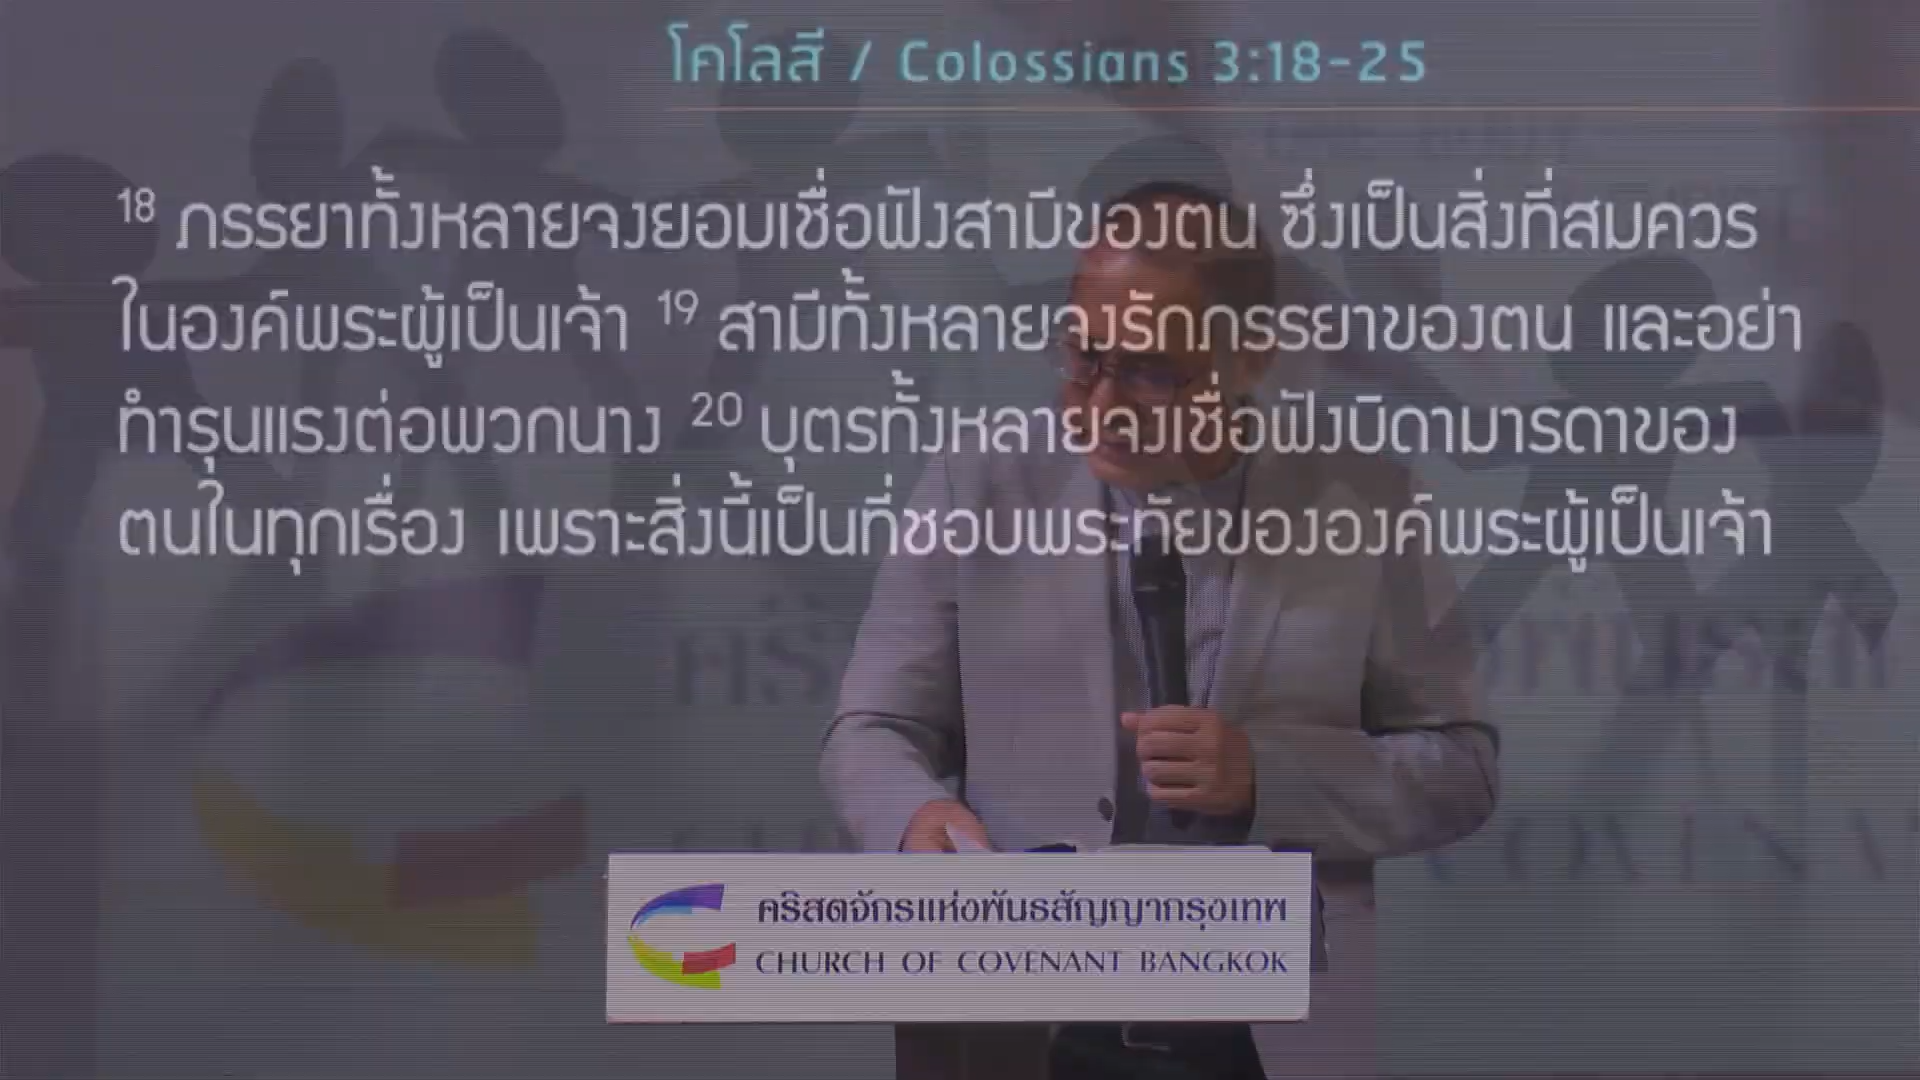 โคโลสี / Colossians 3:18-25
18 ภรรยาทั้งหลายจงยอมเชื่อฟังสามีของตน ซึ่งเป็นสิ่งที่สมควร
ในองค์พระผู้เป็นเจ้า 19 สามีทั้งหลายจงรักภรรยาของตน และอย่า
ทำรุนแรงต่อพวกนาง 20 บุตรทั้งหลายจงเชื่อฟังบิดามารดาของ
ตนในทุกเรื่อง เพราะสิ่งนี้เป็นที่ชอบพระทัยขององค์พระผู้เป็นเจ้า
คริสตจักรแห่งพันธสัญญากรุงเทพ
CHURCH OF COVENANT BANGKOK